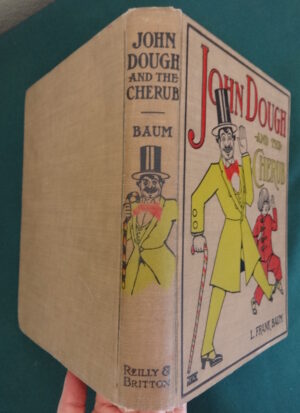 JOHN
DOUGH
AND THE
CHERUB
BAUM
REILLY &
BRITTON
JOHN DOUGH
AND THE
CHERUB
L. FRANK BAUM